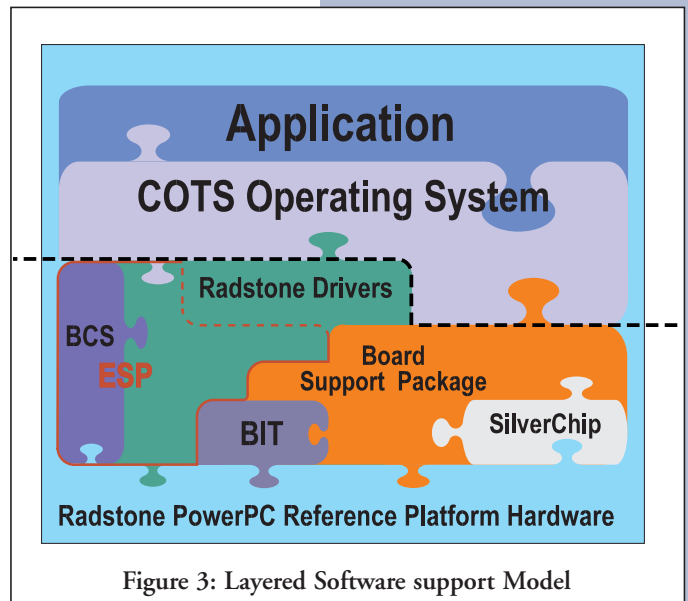 Application
COTS Operating System
Radstone Drivers
BCS
ESP
Board
Support Package
BIT
SilverChip
Radstone PowerPC Reference Platform Hardware
Figure 3: Layered Software support Model